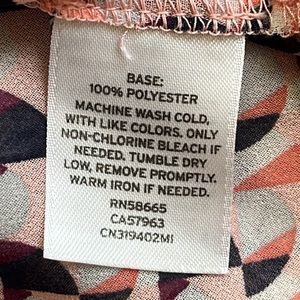 BASE:
100% POLYESTER
MACHINE WASH COLD,
WITH LIKE COLORS. ONLY
NON-CHLORINE BLEACH IF
NEEDED. TUMBLE DRY
LOW, REMOVE PROMPTLY.
WARM IRON IF NEEDED.
RN58665
CA57963
CN319402MI